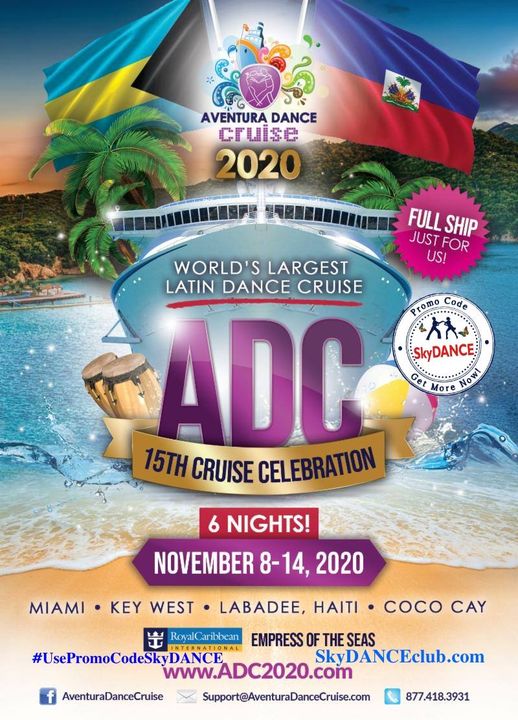 AVENTURA DANCE
cruise
2020
FULL SHIP
JUST FOR
US!
WORLD'S LARGEST
LATIN DANCE CRUISE
Promo Code
SkyDANCE
Get More Now!
ADC
15TH CRUISE CELEBRATION
6 NIGHTS!
NOVEMBER 8-14, 2020
MIAMI • KEY WEST • LABADEE, HAITI • COCO CAY
RoyalCaribbean
INTERNATIONAL
EMPRESS OF THE SEAS
#UsePromoCodeSkyDANCE
SkyDANCEclub.com
www.ADC2020.com
AventuraDanceCruise
Support@AventuraDanceCruise.com
877.418.3931